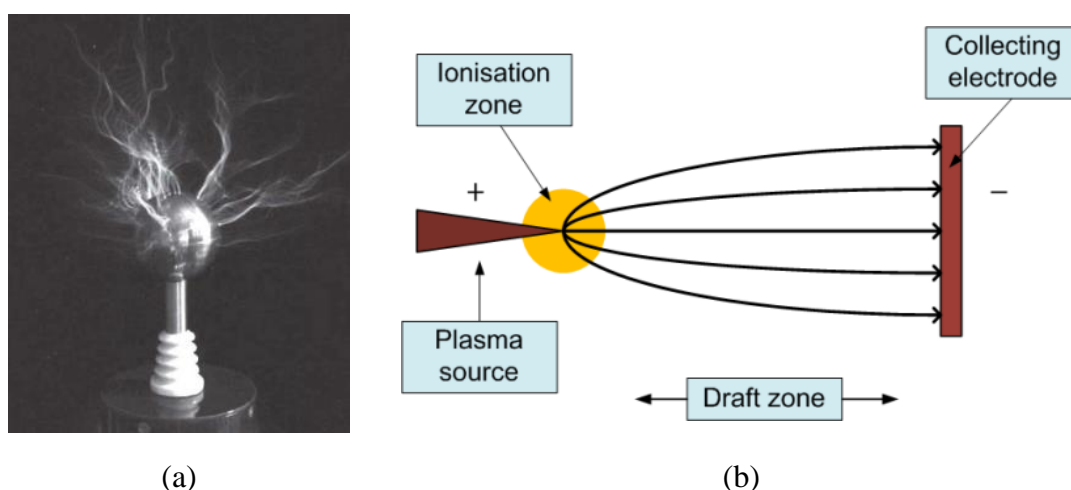 Ionisation
zone
Collecting
electrode
+
−
Plasma
source
Draft zone
(a)
(b)